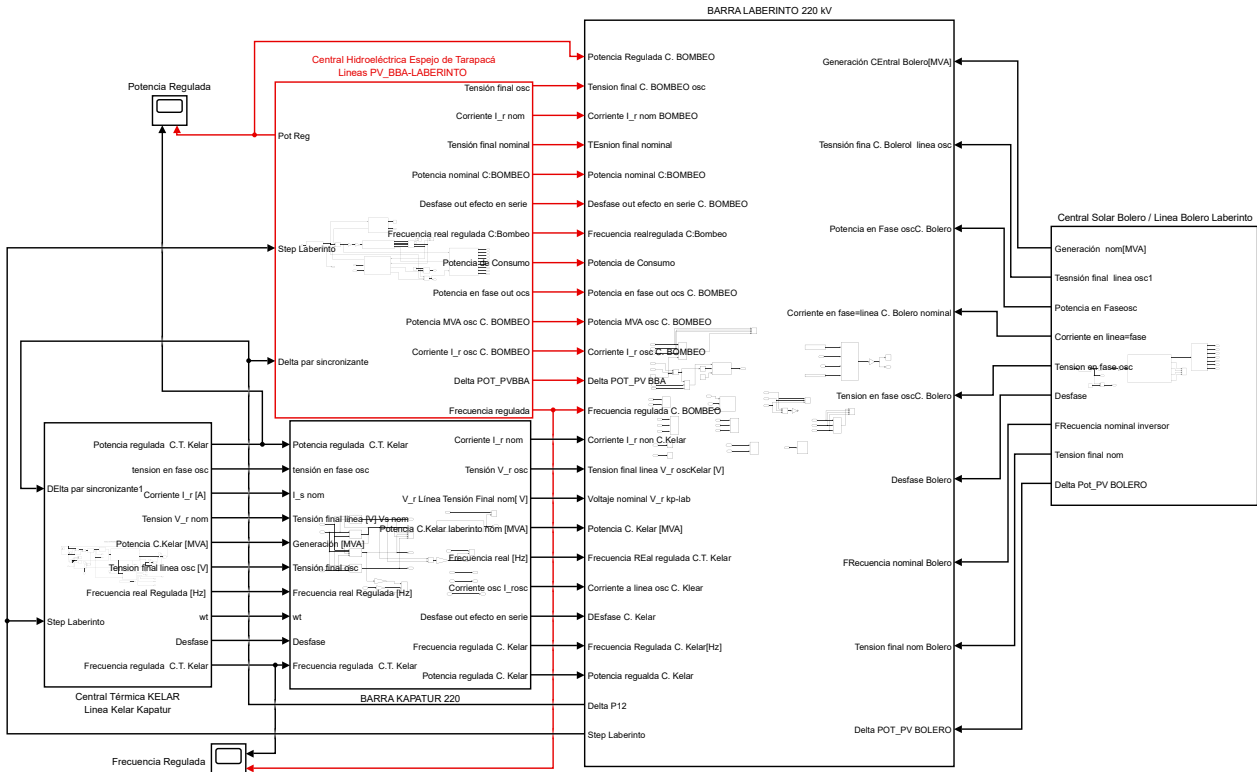 BARRA LABERINTO 220 kV
Central Hidroeléctrica Espejo de Tarapacá
Lineas PV_BBA-LABERINTO
Potencia Regulada
Pot Reg
Step Laberinto
Delta par sincronizante
Tensión final osc
Corriente I_r nom
Tensión final nominal
Potencia nominal C:BOMBEO
Desfase out efecto en serie
Frecuencia real regulada C:Bombeo
Potencia de Consumo
Potencia en fase out ocs
Potencia MVA osc C. BOMBEO
Corriente I_r osc C. BOMBEO
Delta POT_PVBBA
Frecuencia regulada
Potencia Regulada C. BOMBEO
Tension final C. BOMBEO osc
Corriente I_r nom BOMBEO
TEsnion final nominal
Potencia nominal C:BOMBEO
Desfase out efecto en serie C. BOMBEO
Frecuencia realregulada C:Bombeo
Potencia de Consumo
Potencia en fase out ocs C. BOMBEO
Potencia MVA osc C. BOMBEO
Corriente I_r osc C. BOMBEO
Delta POT_PV BBA
Frecuencia regulada C. BOMBEO
Corriente I_r non C.Kelar
Tension final linea V_r oscKelar [V]
Voltaje nominal V_r kp-lab
Potencia C. Kelar [MVA]
Frecuencia REal regulada C.T. Kelar
Corriente a linea osc C. Klear
DEsfase C. Kelar
Frecuencia Regulada C. Kelar[Hz]
Potencia regualda C. Kelar
Delta P12
Step Laberinto
Generación CEntral Bolero[MVA]
Tesnsión fina C. Bolerol linea osc
Potencia en Fase oscC. Bolero
Corriente en fase=linea C. Bolero nominal
Tension en fase oscC. Bolero
Desfase Bolero
FRecuencia nominal Bolero
Tension final nom Bolero
Delta POT_PV BOLERO
Central Solar Bolero / Linea Bolero Laberinto
Generación nom[MVA]
Tesnsión final linea osc1
Potencia en Faseosc
Corriente en linea=fase
Tension en fase osc
Desfase
FRecuencia nominal inversor
Tension final nom
Delta Pot_PV BOLERO
Potencia regulada C.T. Kelar
tension en fase osc
DElta par sincronizante1
Corriente I_r [A]
Tension V_r nom
Potencia C.Kelar [MVA]
Tension final linea osc [V]
Frecuencia real Regulada [Hz]
wt
Step Laberinto
Desfase
Frecuencia regulada C.T. Kelar
Central Térmica KELAR
Linea Kelar Kapatur
Potencia regulada C.T. Kelar
tensión en fase osc
I_s nom
Tensión final linea [V] Vs nom
Generación [MVA]
Tensión final osc
Frecuencia real Regulada [Hz]
wt
Desfase
Frecuencia regulada C.T. Kelar
Corriente I_r nom
Tensión V_r osc
V_r Línea Tensión Final nom[ V]
Potencia C.Kelar laberinto nom [MVA]
Frecuencia real [Hz]
Corriente osc I_rosc
Desfase out efecto en serie
Frecuencia regulada C. Kelar
Potencia regulada C. Kelar
BARRA KAPATUR 220
Frecuencia Regulada